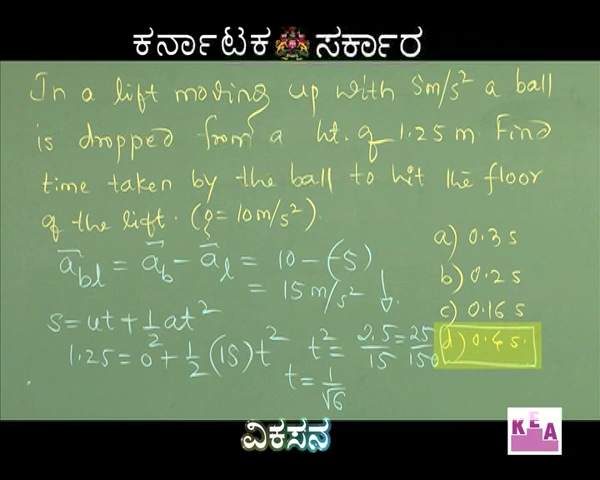 ಕರ್ನಾಟಕ ಸರ್ಕಾರ
In a lift moving up with 5m/s² a ball
is dropped from a ht. of 1.25 m. Find
time taken by the ball to hit the floor
of the lift. (g = 10m/s²).
a) 0.3 s
b) 0.2 s
c) 0.16 s
d) 0.4 s.
a⃗bl = a⃗b - a⃗l = 10 - (-5)
= 15 m/s²
s = ut + 1/2 at²
1.25 = 0 + 1/2 (15) t² t² = 2.5/15 = 25/150
t = 1/√6
ವಿಕಸನ
KEA